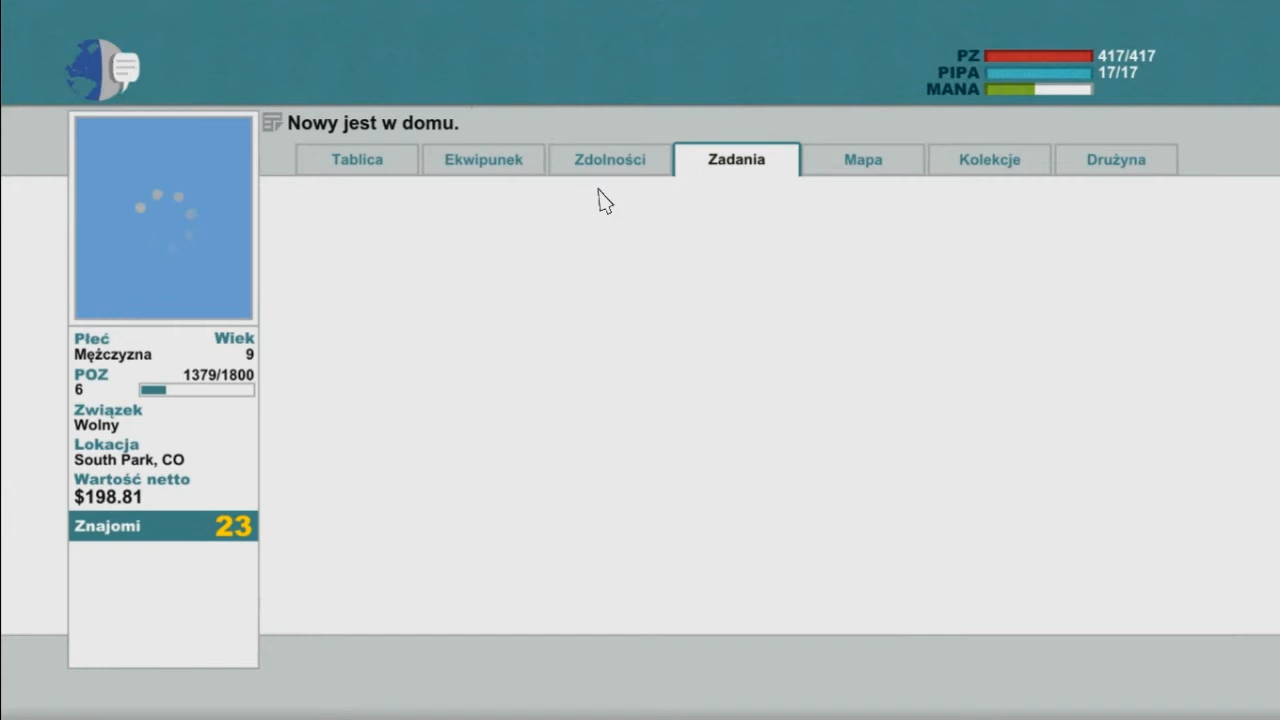 PZ 417/417
PIPA 17/17
MANA
Nowy jest w domu.
Tablica Ekwipunek Zdolności Zadania Mapa Kolekcje Drużyna
Płeć Wiek
Mężczyzna 9
POZ 1379/1800
6
Związek
Wolny
Lokacja
South Park, CO
Wartość netto
$198.81
Znajomi 23